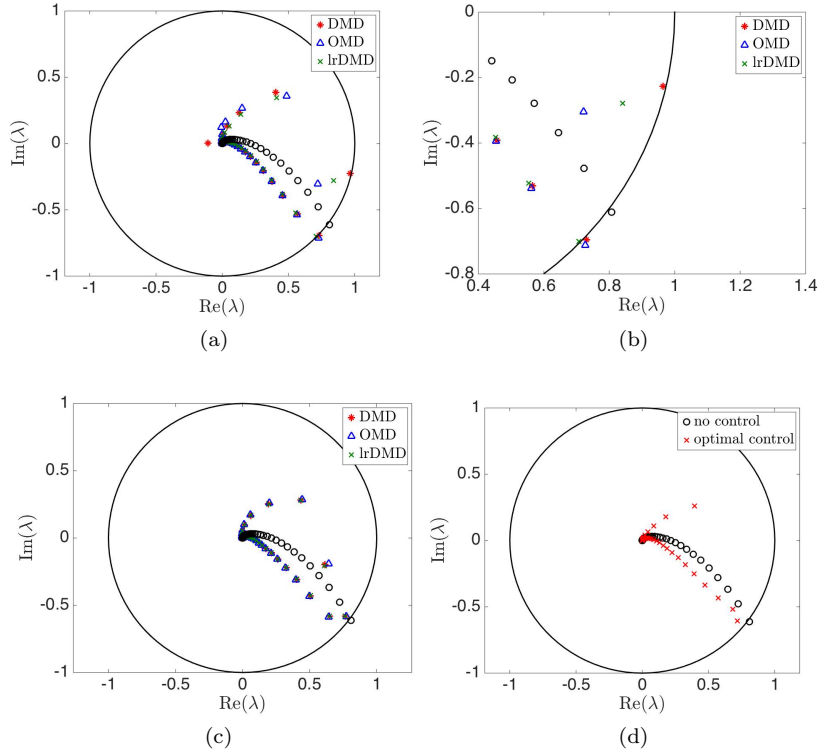 1
0.5
0
-0.5
-1
-1
-0.5
0
0.5
1
Im(λ)
Re(λ)
DMD
OMD
lrDMD
(a)
0
-0.2
-0.4
-0.6
-0.8
0.4
0.6
0.8
1
1.2
1.4
Im(λ)
Re(λ)
DMD
OMD
lrDMD
(b)
1
0.5
0
-0.5
-1
-1
-0.5
0
0.5
1
Im(λ)
Re(λ)
DMD
OMD
lrDMD
(c)
1
0.5
0
-0.5
-1
-1
-0.5
0
0.5
1
Im(λ)
Re(λ)
no control
optimal control
(d)